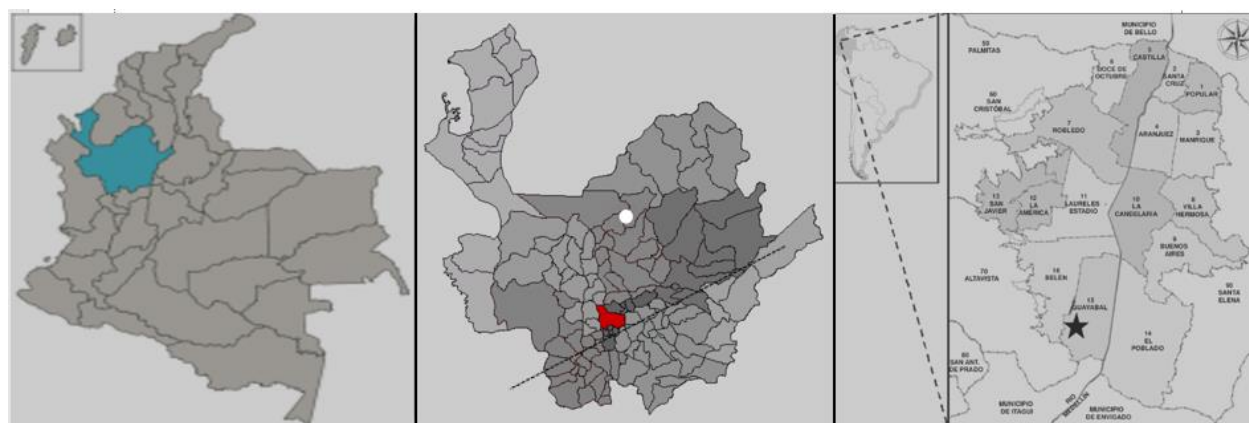 MUNICIPIO
DE BELLO
50
PALMITAS
5
CASTILLA
6
DOCE DE
OCTUBRE
2
SANTA
CRUZ
1
POPULAR
60
SAN
CRISTÓBAL
7
ROBLEDO
4
ARANJUEZ
3
MANRIQUE
13
SAN
JAVIER
12
LA
AMÉRICA
11
LAURELES
ESTADIO
10
LA
CANDELARIA
8
VILLA
HERMOSA
9
BUENOS
AIRES
70
ALTAVISTA
16
BELÉN
15
GUAYABAL
90
SANTA
ELENA
14
EL
POBLADO
80
SAN ANT.
DE PRADO
MUNICIPIO
DE ITAGUI
RIO
MEDELLIN
MUNICIPIO
DE ENVIGADO